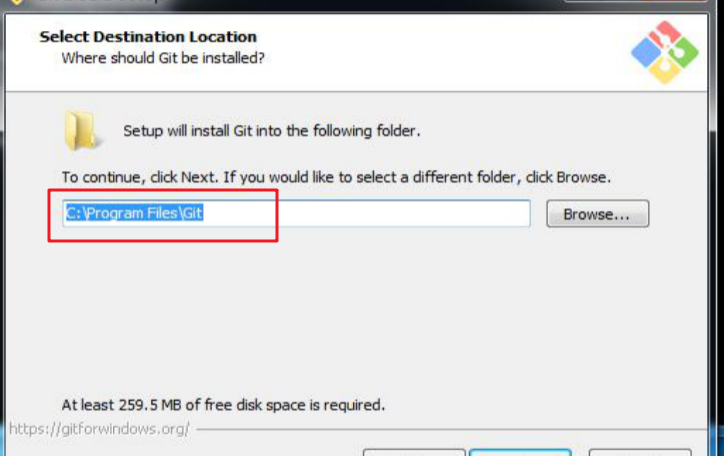 Select Destination Location
Where should Git be installed?
Setup will install Git into the following folder.
To continue, click Next. If you would like to select a different folder, click Browse.
C:\Program Files\Git
Browse...
At least 259.5 MB of free disk space is required.
https://gitforwindows.org/